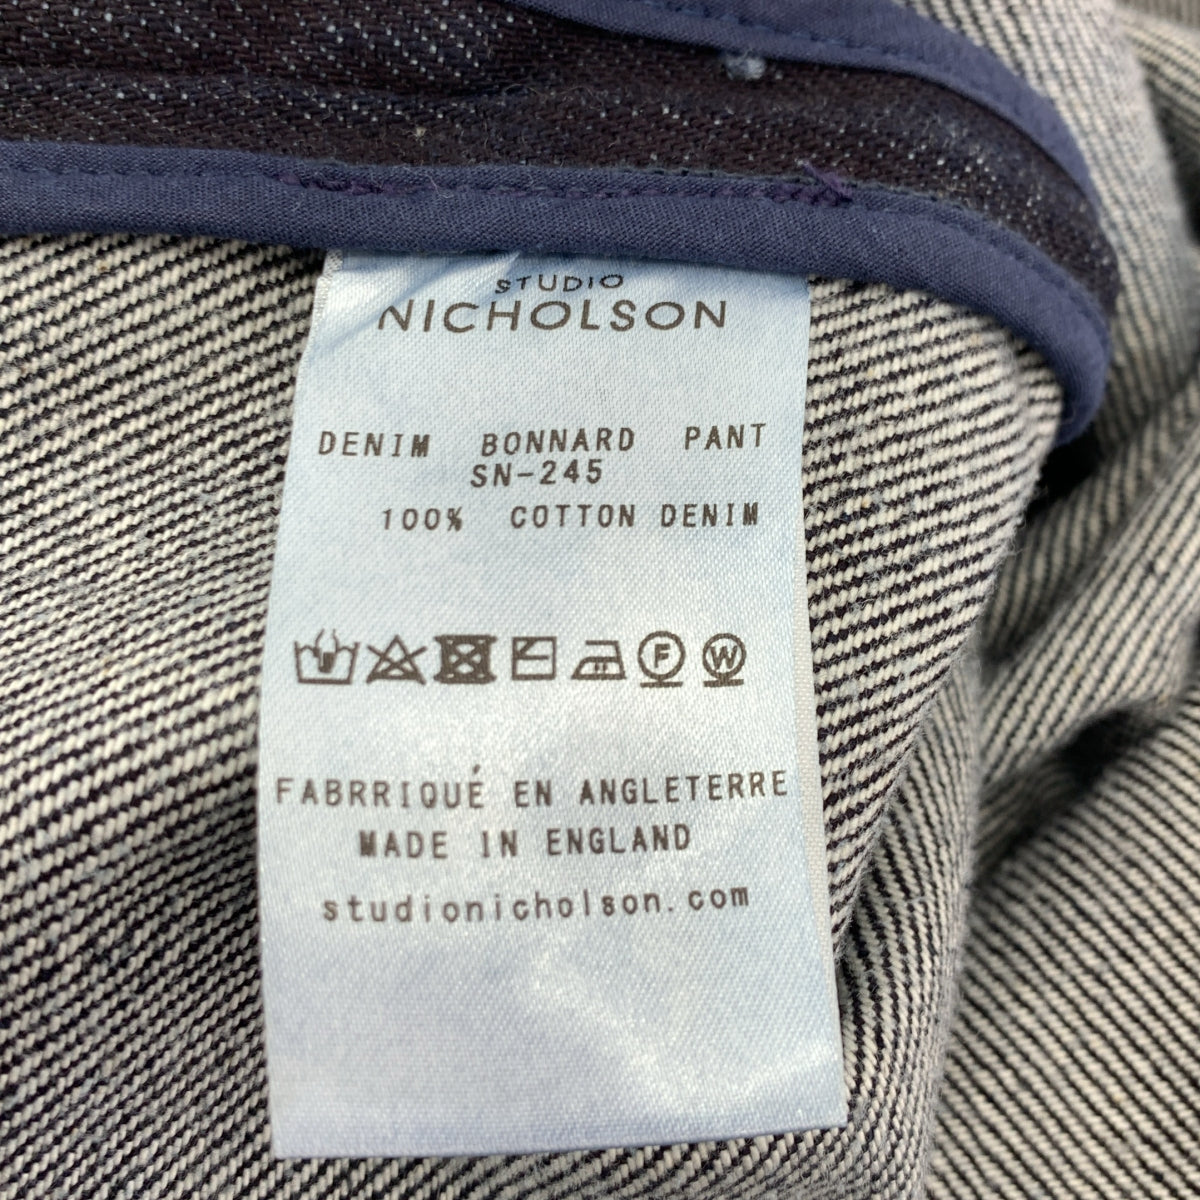 STUDIO
NICHOLSON
DENIM BONNARD PANT
SN-245
100% COTTON DENIM
F W
FABRRIQUÉ EN ANGLETERRE
MADE IN ENGLAND
studionicholson.com